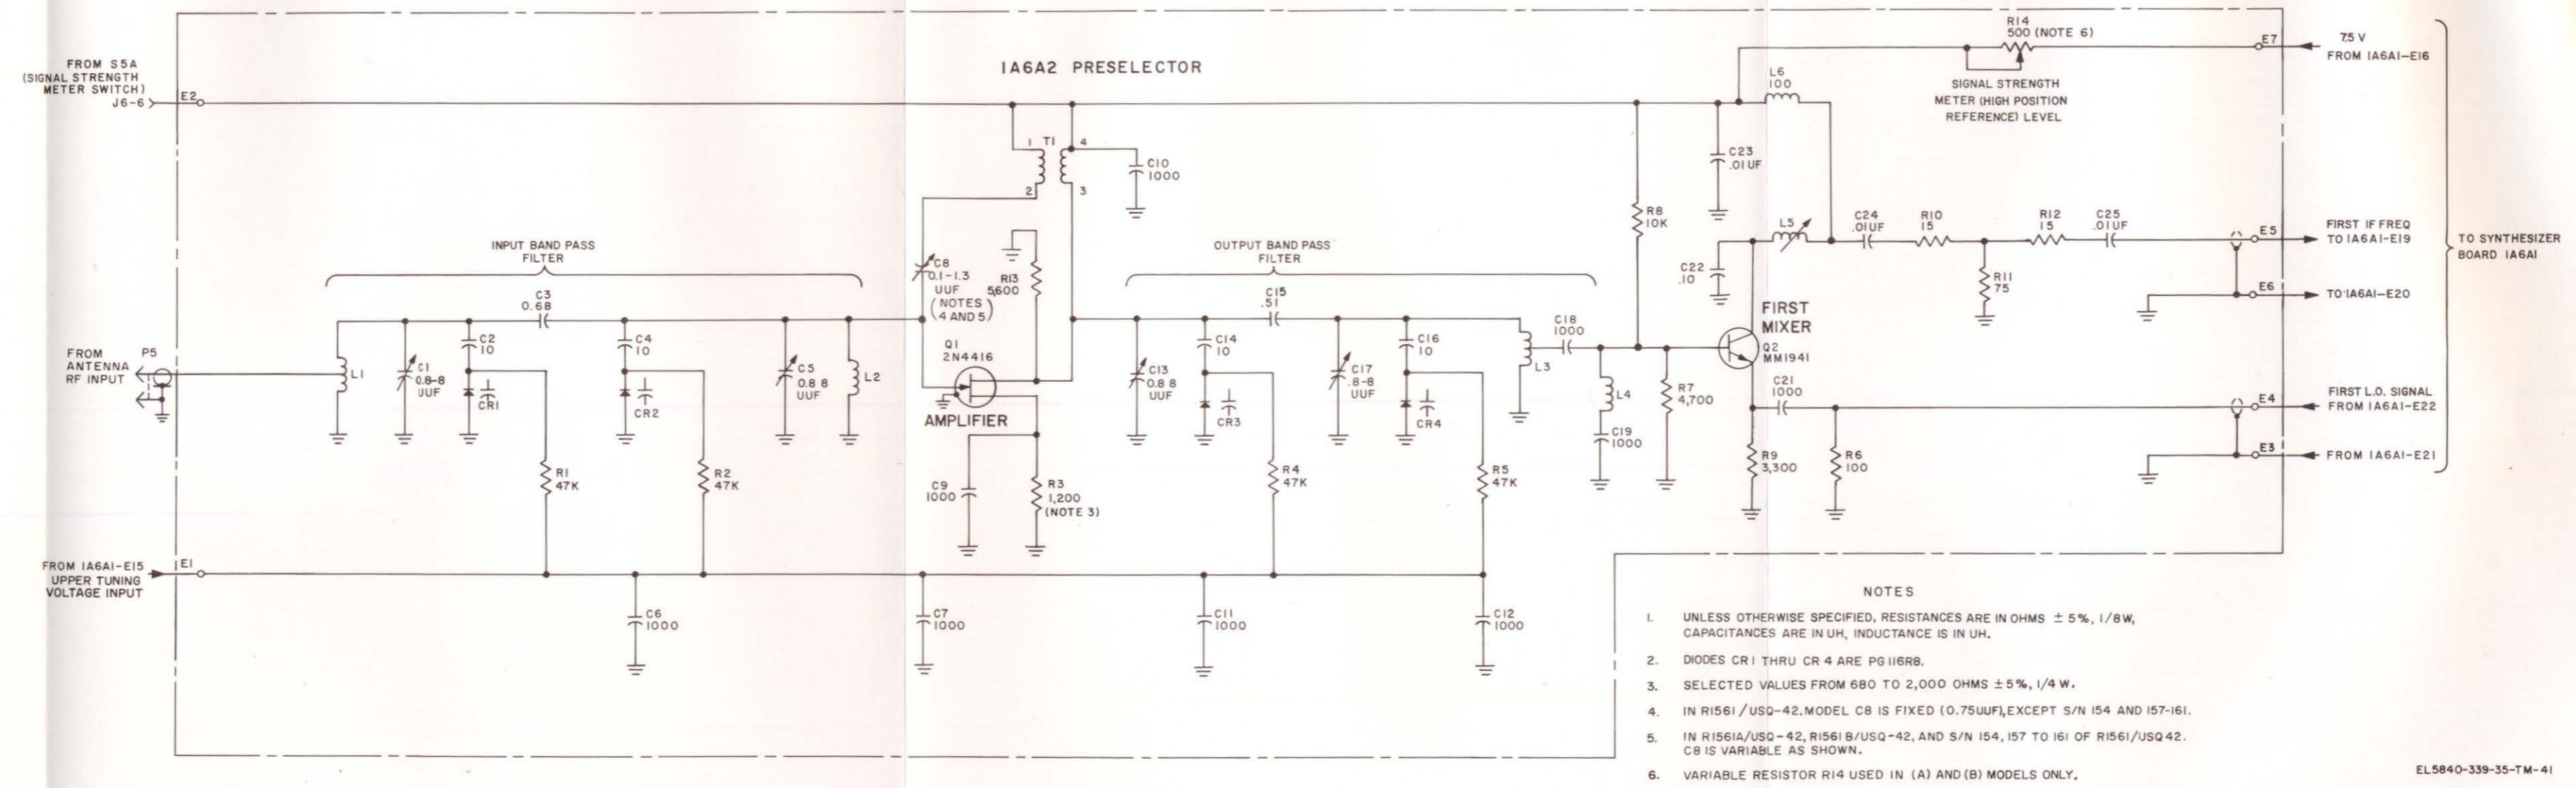 1A6A2 PRESELECTOR
FROM S5A
(SIGNAL STRENGTH
METER SWITCH)
J6-6
E2
R14
500 (NOTE 6)
SIGNAL STRENGTH
METER (HIGH POSITION
REFERENCE) LEVEL
E7
7.5 V
FROM 1A6A1-E16
L6
100
1
T1
4
2
3
C10
1000
C23
.01UF
R8
10K
L5
C24
.01UF
R10
15
R12
15
C25
.01UF
R11
75
E5
FIRST IF FREQ
TO 1A6A1-E19
E6
TO 1A6A1-E20
TO SYNTHESIZER
BOARD 1A6A1
INPUT BAND PASS
FILTER
OUTPUT BAND PASS
FILTER
C8
0.1-1.3
UUF
(NOTES
4 AND 5)
R13
5,600
C22
.10
FIRST
MIXER
Q2
MM1941
FROM
ANTENNA
RF INPUT
P5
L1
C1
0.8-8
UUF
C2
10
CR1
C3
0.68
C4
10
CR2
C5
0.8 8
UUF
L2
Q1
2N4416
AMPLIFIER
C13
0.8 8
UUF
C14
10
CR3
C15
.51
C17
.8-8
UUF
C16
10
CR4
L3
C18
1000
L4
C19
1000
R7
4,700
C21
1000
E4
FIRST L.O. SIGNAL
FROM 1A6A1-E22
E3
FROM 1A6A1-E21
R1
47K
R2
47K
C9
1000
R3
1,200
(NOTE 3)
R4
47K
R5
47K
R9
3,300
R6
100
FROM 1A6A1-E15
UPPER TUNING
VOLTAGE INPUT
E1
C6
1000
C7
1000
C11
1000
C12
1000
NOTES
1. UNLESS OTHERWISE SPECIFIED, RESISTANCES ARE IN OHMS ± 5%, 1/8W,
CAPACITANCES ARE IN UH, INDUCTANCE IS IN UH.
2. DIODES CR1 THRU CR 4 ARE PG116R8.
3. SELECTED VALUES FROM 680 TO 2,000 OHMS ±5%, 1/4 W.
4. IN R1561/USQ-42.MODEL C8 IS FIXED (0.75UUF),EXCEPT S/N 154 AND 157-161.
5. IN R1561A/USQ-42, R1561 B/USQ-42, AND S/N 154, 157 TO 161 OF R1561/USQ42.
C8 IS VARIABLE AS SHOWN.
6. VARIABLE RESISTOR R14 USED IN (A) AND (B) MODELS ONLY.
EL5840-339-35-TM-41